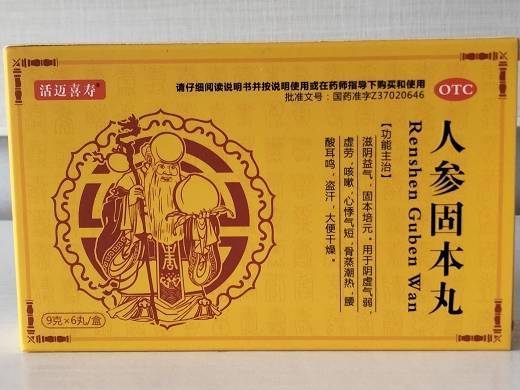 活迈喜寿
请仔细阅读说明书并按说明使用或在药师指导下购买和使用
批准文号：国药准字Z37020646
OTC
人参固本丸
Renshen Guben Wan
【功能主治】
滋阴益气，固本培元。用于阴虚气弱，
虚劳，咳嗽，心悸气短，骨蒸潮热，腰
酸耳鸣，盗汗，大便干燥。
9克×6丸/盒